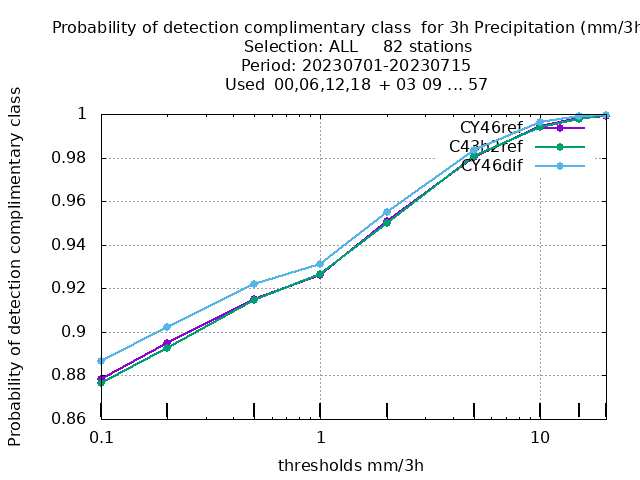 Probability of detection complimentary class for 3h Precipitation (mm/3h
Selection: ALL 82 stations
Period: 20230701-20230715
Used 00,06,12,18 + 03 09 ... 57
Probability of detection complimentary class
1
0.98
0.96
0.94
0.92
0.9
0.88
0.86
CY46ref
C43h2ref
CY46dif
0.1 1 10
thresholds mm/3h